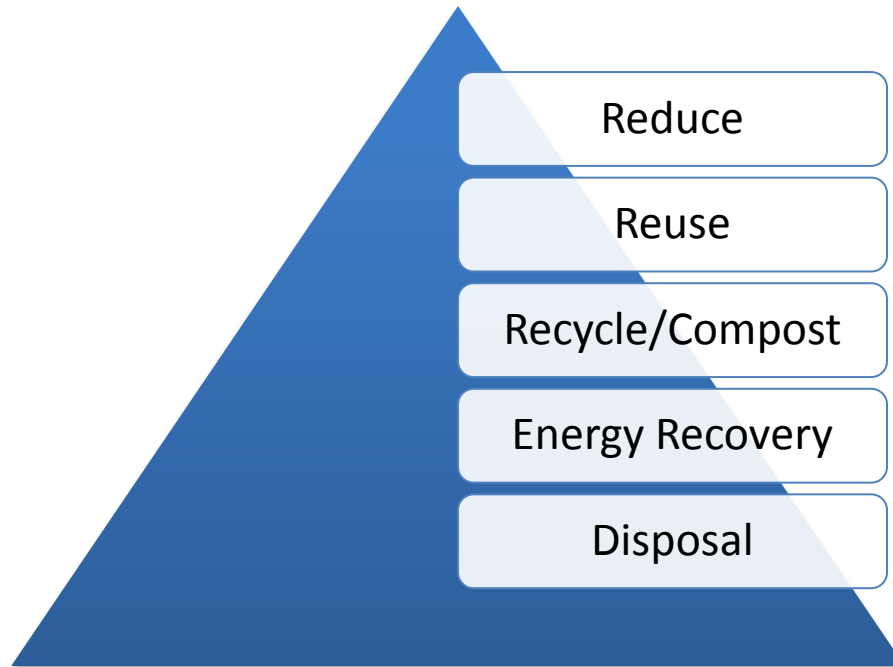 Reduce
Reuse
Recycle/Compost
Energy Recovery
Disposal